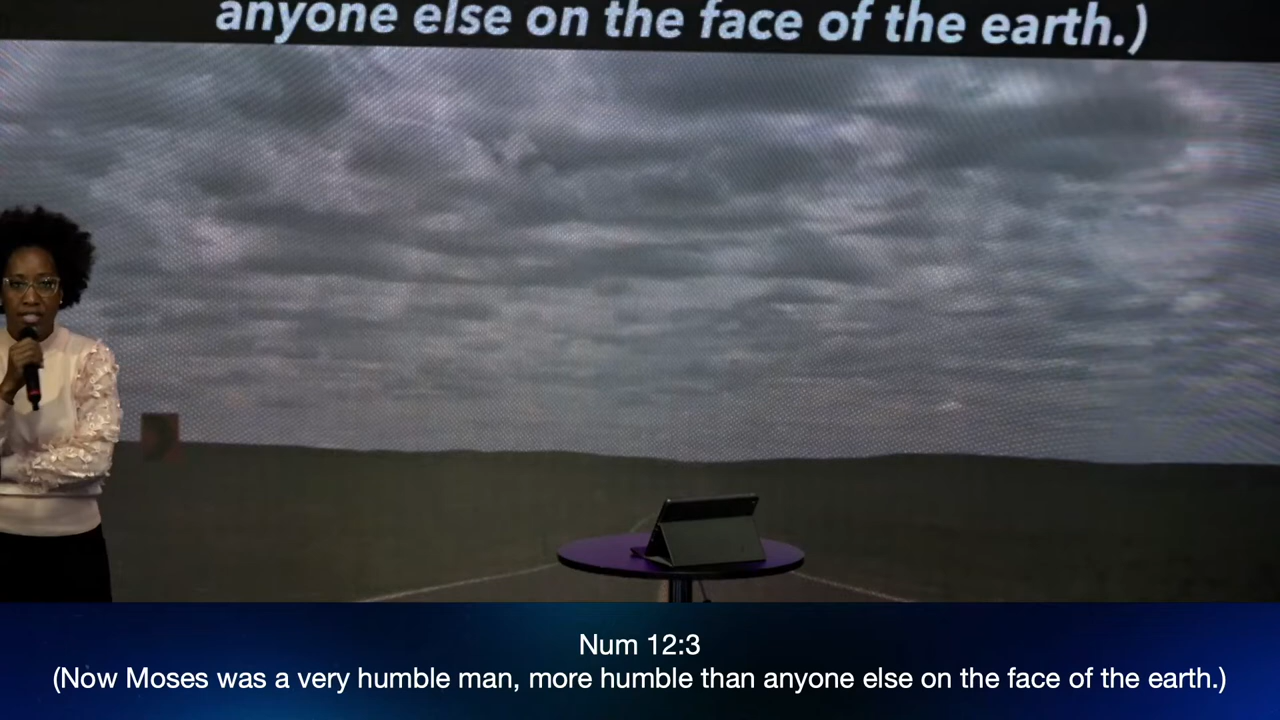 anyone else on the face of the earth.)
Num 12:3
(Now Moses was a very humble man, more humble than anyone else on the face of the earth.)